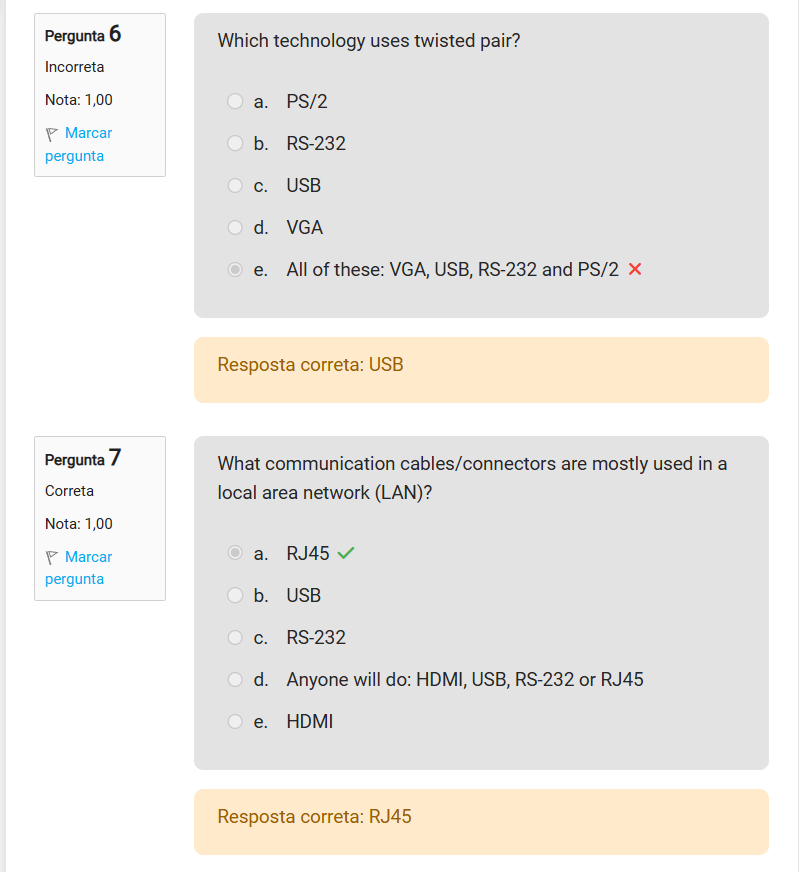 Pergunta 6
Incorreta
Nota: 1,00
Marcar
pergunta
Which technology uses twisted pair?
a. PS/2
b. RS-232
c. USB
d. VGA
e. All of these: VGA, USB, RS-232 and PS/2
Resposta correta: USB
Pergunta 7
Correta
Nota: 1,00
Marcar
pergunta
What communication cables/connectors are mostly used in a
local area network (LAN)?
a. RJ45
b. USB
c. RS-232
d. Anyone will do: HDMI, USB, RS-232 or RJ45
e. HDMI
Resposta correta: RJ45